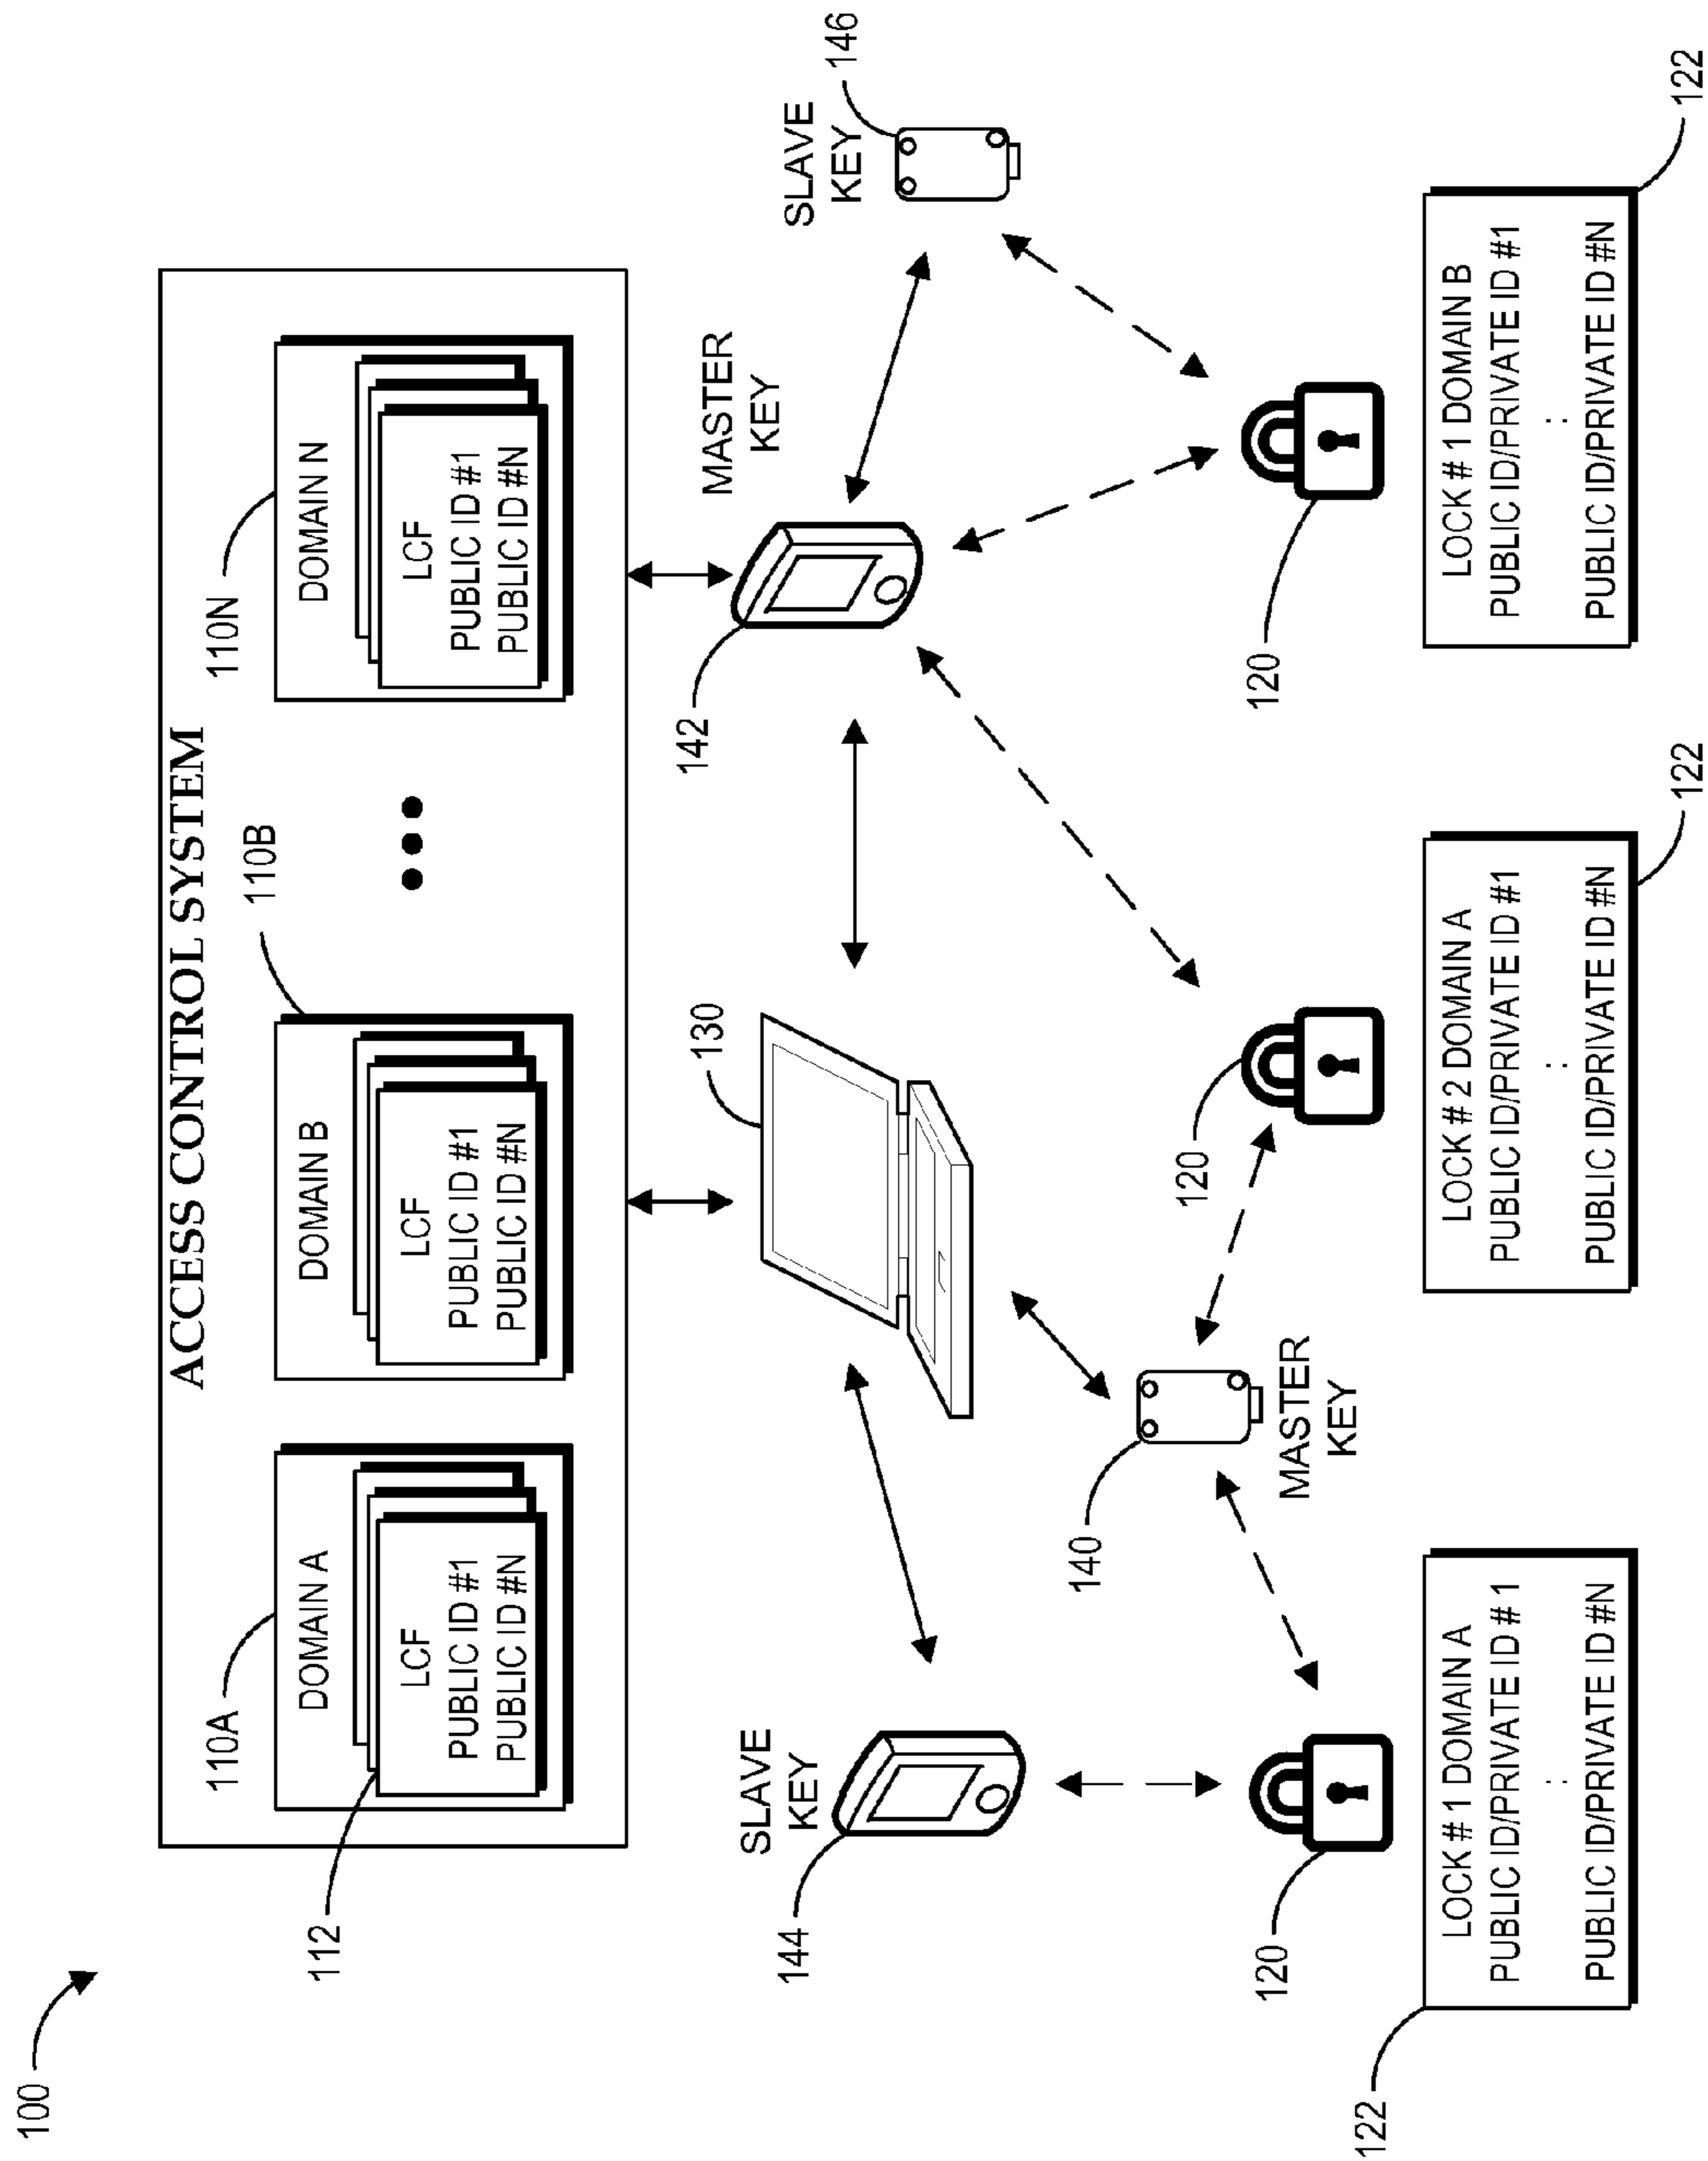 100
ACCESS CONTROL SYSTEM
110A
110B
110N
112
DOMAIN A
LCF
PUBLIC ID #1
PUBLIC ID #N
DOMAIN B
LCF
PUBLIC ID #1
PUBLIC ID #N
DOMAIN N
LCF
PUBLIC ID #1
PUBLIC ID #N
SLAVE
KEY
144
130
142
MASTER
KEY
SLAVE
KEY
146
140
MASTER
KEY
120
120
120
122
LOCK # 1 DOMAIN A
PUBLIC ID/PRIVATE ID # 1
:
PUBLIC ID/PRIVATE ID #N
LOCK # 2 DOMAIN A
PUBLIC ID/PRIVATE ID #1
:
PUBLIC ID/PRIVATE ID #N
122
LOCK # 1 DOMAIN B
PUBLIC ID/PRIVATE ID #1
:
PUBLIC ID/PRIVATE ID #N
122